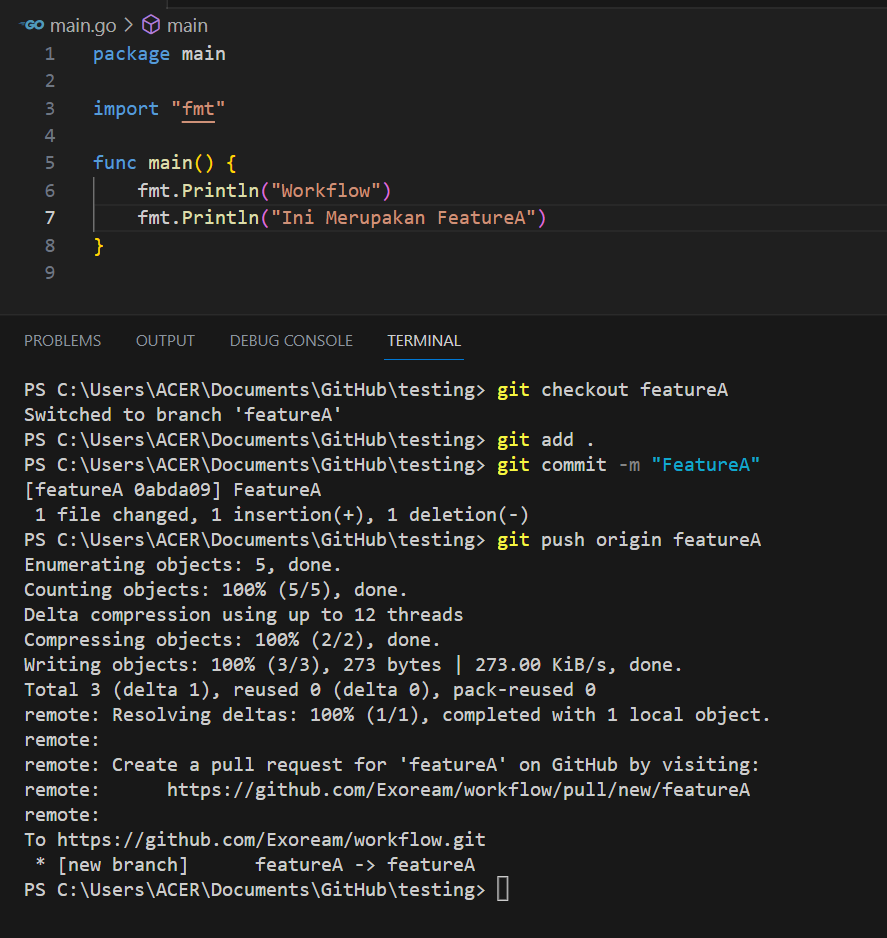 GO main.go > main
1 package main
2
3 import "fmt"
4
5 func main() {
6 fmt.Println("Workflow")
7 fmt.Println("Ini Merupakan FeatureA")
8 }
9
PROBLEMS OUTPUT DEBUG CONSOLE TERMINAL
PS C:\Users\ACER\Documents\GitHub\testing> git checkout featureA
Switched to branch 'featureA'
PS C:\Users\ACER\Documents\GitHub\testing> git add .
PS C:\Users\ACER\Documents\GitHub\testing> git commit -m "FeatureA"
[featureA 0abda09] FeatureA
 1 file changed, 1 insertion(+), 1 deletion(-)
PS C:\Users\ACER\Documents\GitHub\testing> git push origin featureA
Enumerating objects: 5, done.
Counting objects: 100% (5/5), done.
Delta compression using up to 12 threads
Compressing objects: 100% (2/2), done.
Writing objects: 100% (3/3), 273 bytes | 273.00 KiB/s, done.
Total 3 (delta 1), reused 0 (delta 0), pack-reused 0
remote: Resolving deltas: 100% (1/1), completed with 1 local object.
remote:
remote: Create a pull request for 'featureA' on GitHub by visiting:
remote:      https://github.com/Exoream/workflow/pull/new/featureA
remote:
To https://github.com/Exoream/workflow.git
 * [new branch]      featureA -> featureA
PS C:\Users\ACER\Documents\GitHub\testing>